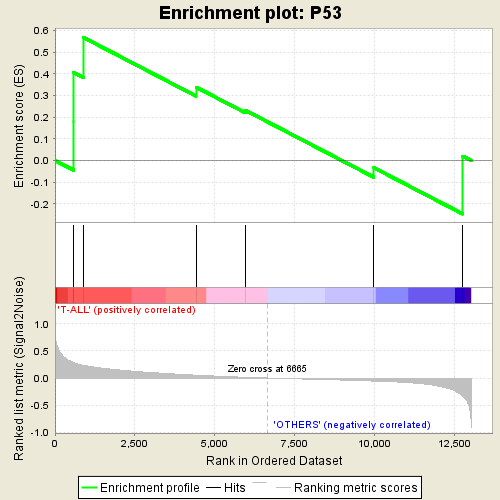 Enrichment plot: P53
Enrichment score (ES)
0.6
0.5
0.4
0.3
0.2
0.1
0.0
-0.1
-0.2
Ranked list metric (Signal2Noise)
'T-ALL' (positively correlated)
1.0
0.5
0.0
-0.5
-1.0
Zero cross at 6665
'OTHERS' (negatively correlated)
0
2,500
5,000
7,500
10,000
12,500
Rank in Ordered Dataset
Enrichment profile
Hits
Ranking metric scores